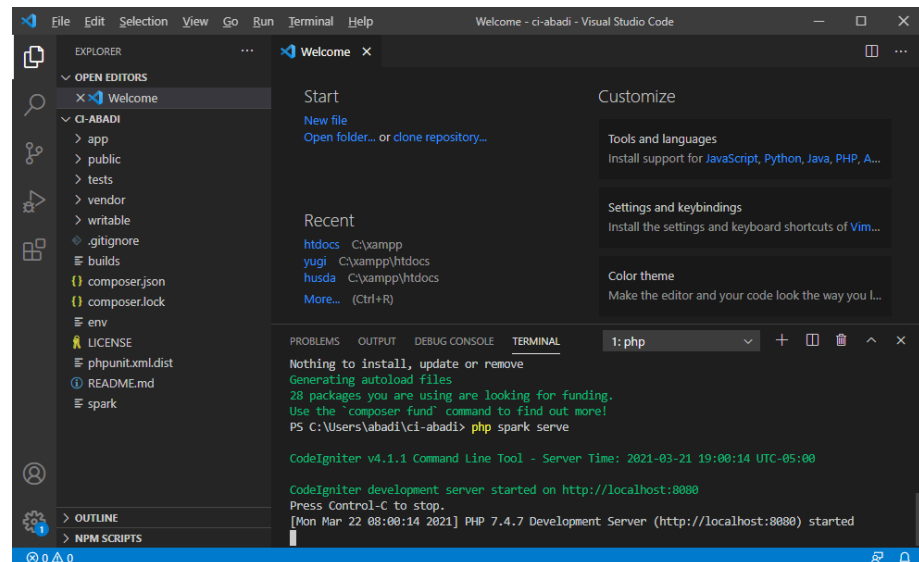 File Edit Selection View Go Run Terminal Help Welcome - ci-abadi - Visual Studio Code
EXPLORER
OPEN EDITORS
Welcome
CI-ABADI
app
public
tests
vendor
writable
.gitignore
builds
{} composer.json
{} composer.lock
env
LICENSE
phpunit.xml.dist
README.md
spark
OUTLINE
NPM SCRIPTS
Welcome
Start
New file
Open folder... or clone repository...
Recent
htdocs C:\xampp
yugi C:\xampp\htdocs
husda C:\xampp\htdocs
More... (Ctrl+R)
Customize
Tools and languages
Install support for JavaScript, Python, Java, PHP, A...
Settings and keybindings
Install the settings and keyboard shortcuts of Vim...
Color theme
Make the editor and your code look the way you l...
PROBLEMS OUTPUT DEBUG CONSOLE TERMINAL 1: php
Nothing to install, update or remove
Generating autoload files
28 packages you are using are looking for funding.
Use the `composer fund` command to find out more!
PS C:\Users\abadi\ci-abadi> php spark serve
CodeIgniter v4.1.1 Command Line Tool - Server Time: 2021-03-21 19:00:14 UTC-05:00
CodeIgniter development server started on http://localhost:8080
Press Control-C to stop.
[Mon Mar 22 08:00:14 2021] PHP 7.4.7 Development Server (http://localhost:8080) started
1
0 0